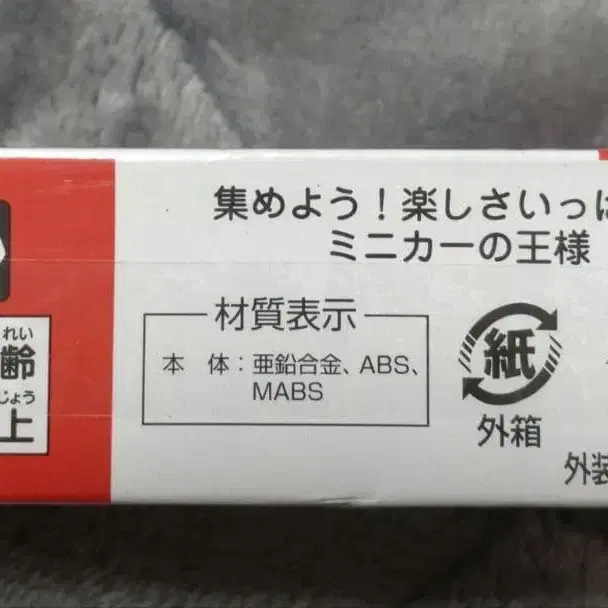 集めよう！楽しさいっぱ
ミニカーの王様
材質表示
本 体：亜鉛合金、ABS、
MABS
紙
外箱
外装
れい
齢
じょう
上